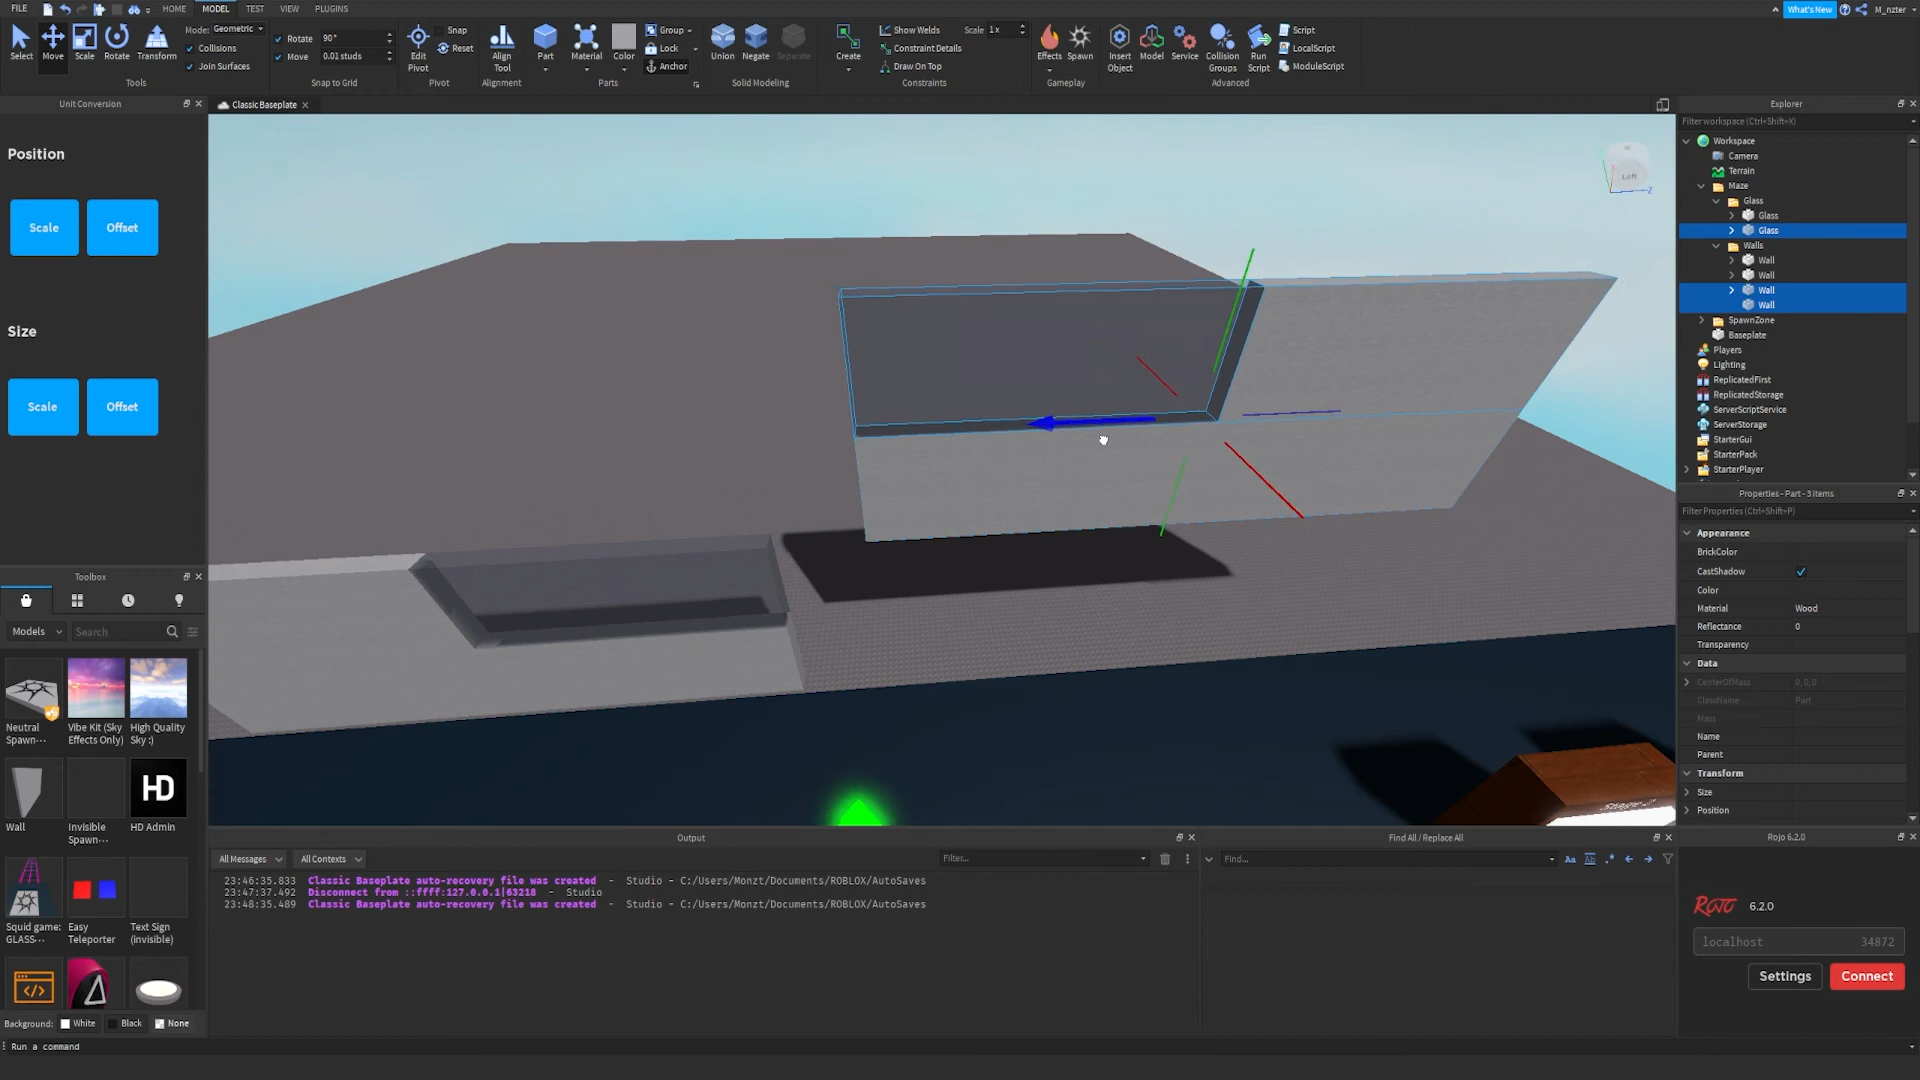 FILE HOME MODEL TEST VIEW PLUGINS What's New M_nzter
Select Move Scale Rotate Transform
Mode: Geometric
Collisions
Join Surfaces
Tools
Rotate 90°
Move 0.01 studs
Snap to Grid
Edit Pivot
Snap
Reset
Pivot
Align Tool
Alignment
Part Material Color
Group
Lock
Anchor
Parts
Union Negate Separate
Solid Modeling
Create
Show Welds Scale 1x
Constraint Details
Draw On Top
Constraints
Effects Spawn
Gameplay
Insert Object
Model
Service
Collision Groups
Run Script
Script
LocalScript
ModuleScript
Advanced
Unit Conversion
Position
Scale Offset
Size
Scale Offset
Classic Baseplate
Left
Z
Toolbox
Models Search
Neutral Spawn...
Vibe Kit (Sky Effects Only)
High Quality Sky :)
Wall
Invisible Spawn...
HD
HD Admin
Squid game: GLASS...
Easy Teleporter
Text Sign (invisible)
Background: White Black None
Run a command
Output
All Messages All Contexts Filter...
23:46:35.833 Classic Baseplate auto-recovery file was created - Studio - C:/Users/Monzt/Documents/ROBLOX/AutoSaves
23:47:37.492 Disconnect from ::ffff:127.0.0.1|63218 - Studio
23:48:35.489 Classic Baseplate auto-recovery file was created - Studio - C:/Users/Monzt/Documents/ROBLOX/AutoSaves
Find All / Replace All
Find...
Aa Ab .*
Explorer
Filter workspace (Ctrl+Shift+X)
Workspace
Camera
Terrain
Maze
Glass
Glass
Glass
Walls
Wall
Wall
Wall
Wall
SpawnZone
Baseplate
Players
Lighting
ReplicatedFirst
ReplicatedStorage
ServerScriptService
ServerStorage
StarterGui
StarterPack
StarterPlayer
Properties - Part - 3 items
Filter Properties (Ctrl+Shift+P)
Appearance
BrickColor
CastShadow
Color
Material Wood
Reflectance 0
Transparency
Data
CenterOfMass 0,0,0
ClassName Part
Mass
Name
Parent
Transform
Size
Position
Rojo 6.2.0
ROJO 6.2.0
localhost 34872
Settings Connect